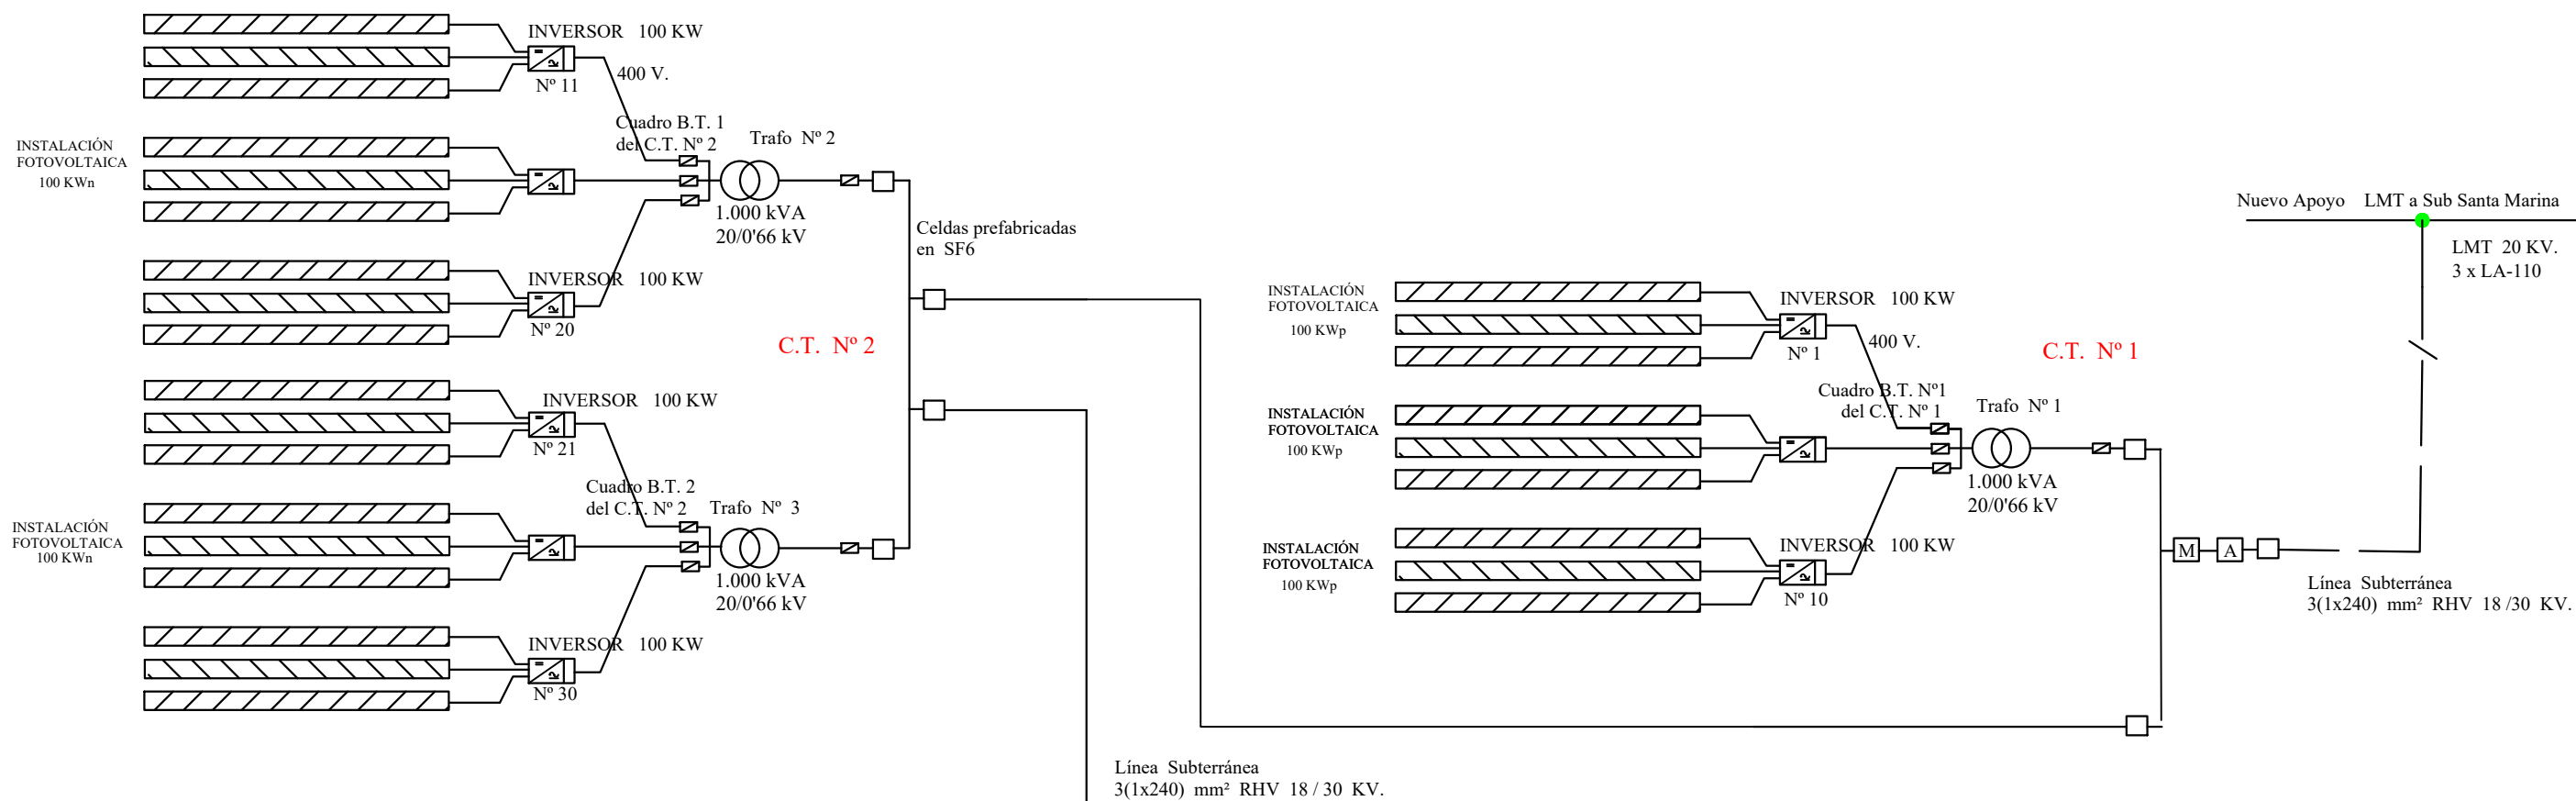 INVERSOR 100 KW
400 V.
Nº 11
Cuadro B.T. 1
del C.T. Nº 2
Trafo Nº 2
INSTALACIÓN
FOTOVOLTAICA
100 KWn
1.000 kVA
20/0'66 kV
Celdas prefabricadas
en SF6
INVERSOR 100 KW
Nº 20
C.T. Nº 2
INVERSOR 100 KW
Nº 21
Cuadro B.T. 2
del C.T. Nº 2
Trafo Nº 3
INSTALACIÓN
FOTOVOLTAICA
100 KWn
1.000 kVA
20/0'66 kV
INVERSOR 100 KW
Nº 30
Línea Subterránea
3(1x240) mm² RHV 18 / 30 KV.
INSTALACIÓN
FOTOVOLTAICA
100 KWp
INVERSOR 100 KW
400 V.
Nº 1
C.T. Nº 1
Cuadro B.T. Nº1
del C.T. Nº 1
Trafo Nº 1
INSTALACIÓN
FOTOVOLTAICA
100 KWp
1.000 kVA
20/0'66 kV
INSTALACIÓN
FOTOVOLTAICA
100 KWp
INVERSOR 100 KW
Nº 10
M
A
Nuevo Apoyo LMT a Sub Santa Marina
LMT 20 KV.
3 x LA-110
Línea Subterránea
3(1x240) mm² RHV 18 /30 KV.